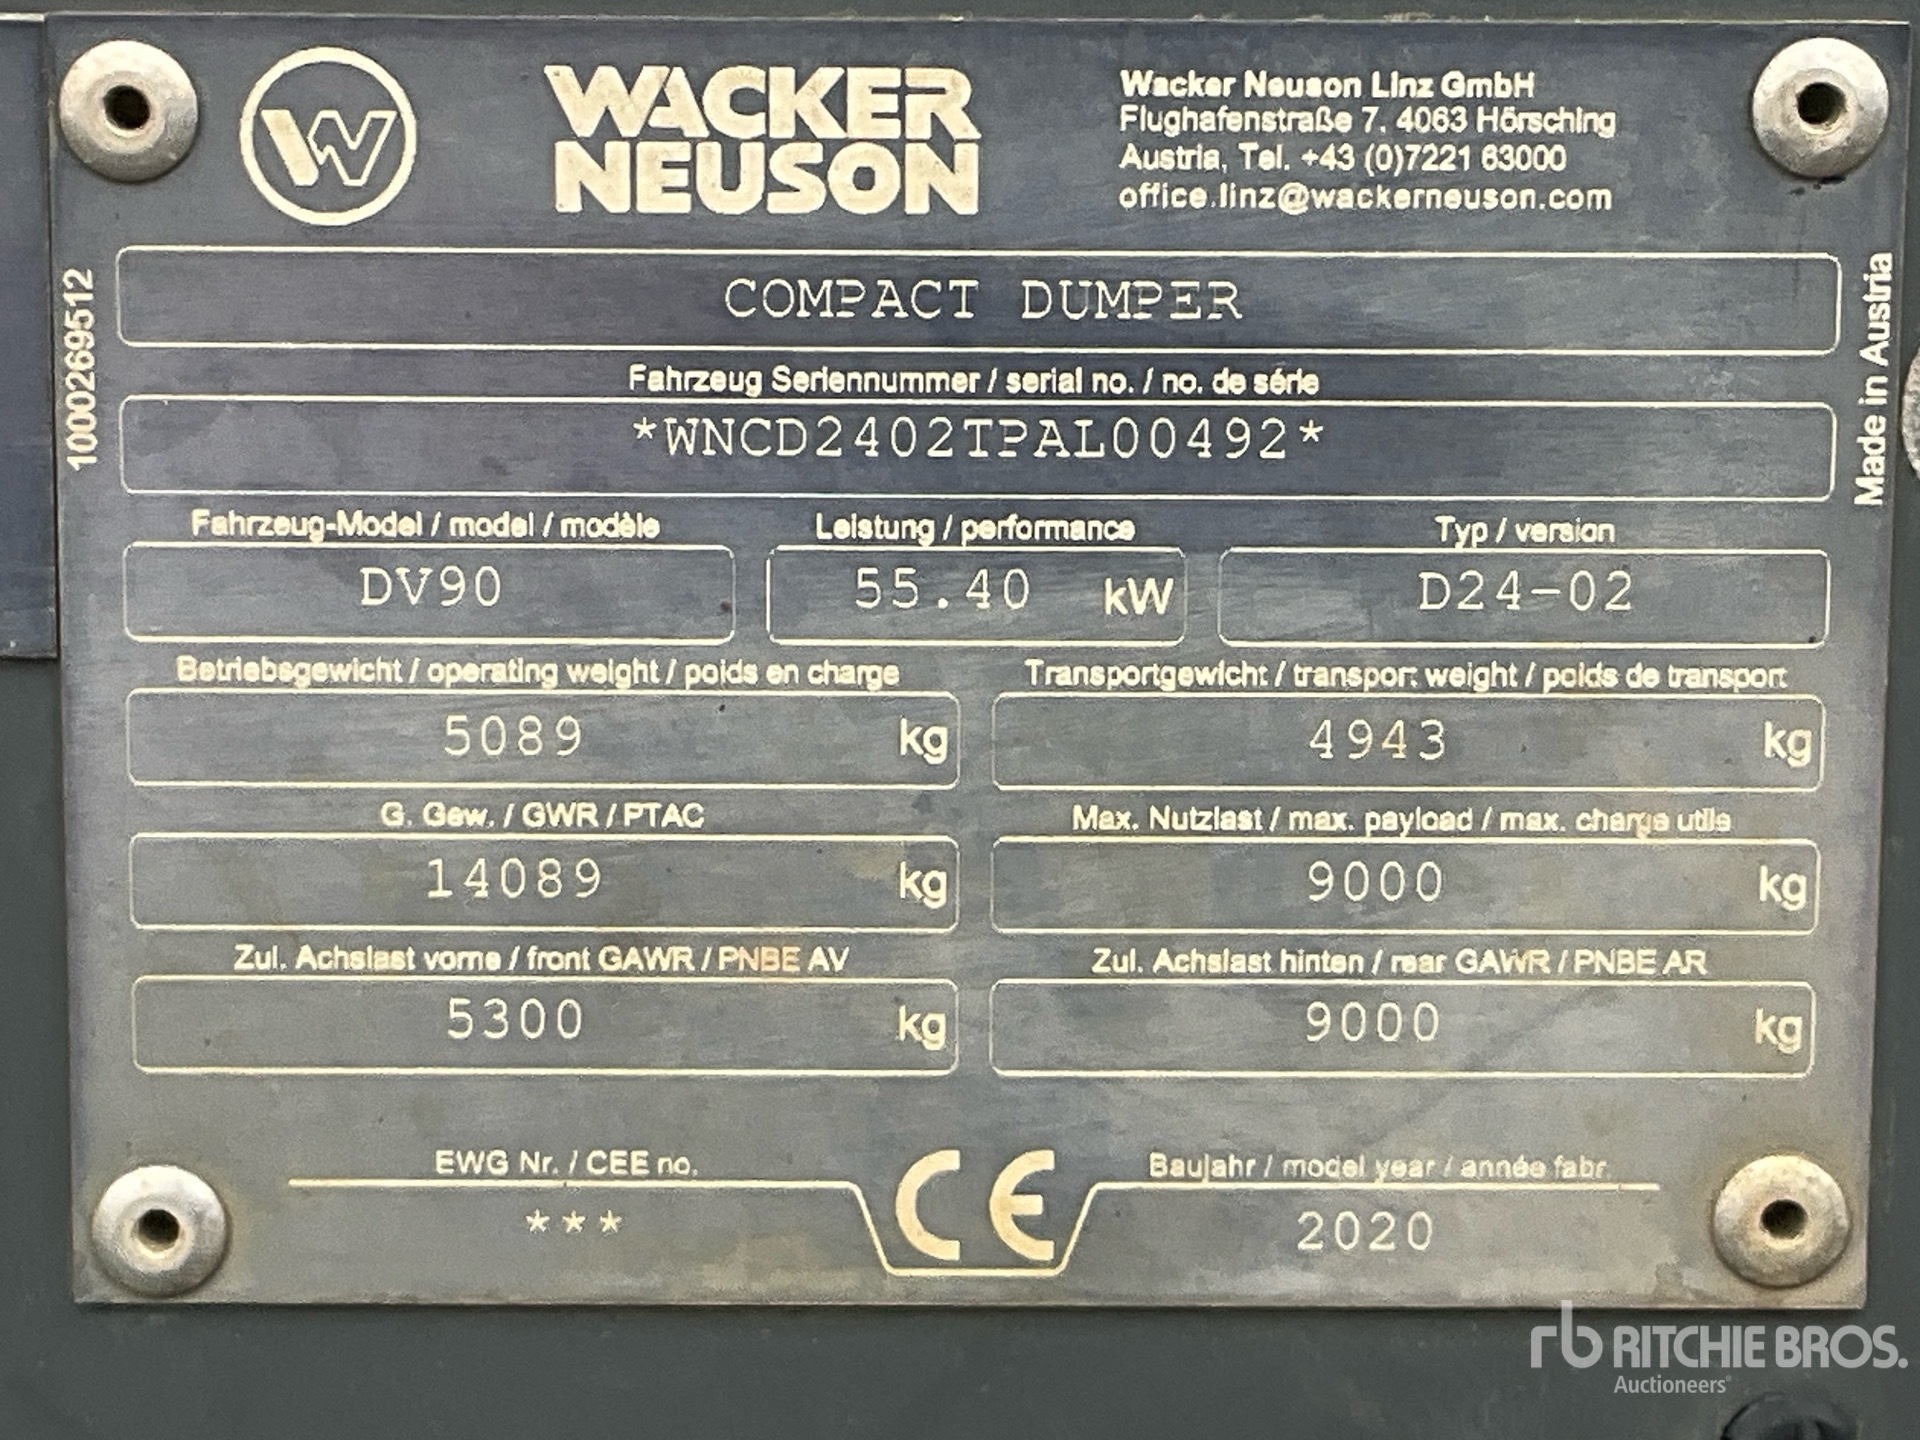 W
WACKER
NEUSON
Wacker Neuson Linz GmbH
Flughafenstraße 7, 4063 Hörsching
Austria, Tel. +43 (0)7221 63000
office.linz@wackerneuson.com
1000269512
COMPACT DUMPER
Made in Austria
Fahrzeug Seriennummer / serial no. / no. de série
*WNCD2402TPAL00492*
Fahrzeug-Model / model / modèle
DV90
Leistung / performance
55.40 kW
Typ / version
D24-02
Betriebsgewicht / operating weight / poids en charge
5089 kg
Transportgewicht / transport weight / poids de transport
4943 kg
G. Gew. / GWR / PTAC
14089 kg
Max. Nutzlast / max. payload / max. charge utile
9000 kg
Zul. Achslast vorne / front GAWR / PNBE AV
5300 kg
Zul. Achslast hinten / rear GAWR / PNBE AR
9000 kg
EWG Nr. / CEE no.
***
CE
Baujahr / model year / année fabr.
2020
rb RITCHIE BROS.
Auctioneers